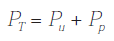 P_T = P_u + P_p